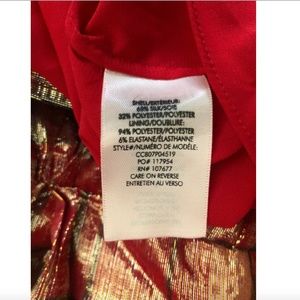 SHELL/EXTÉRIEUR:
68% SILK/SOIE
32% POLYESTER/POLYESTER
LINING/DOUBLURE:
94% POLYESTER/POLYESTER
6% ELASTANE/ÉLASTHANNE
STYLE#/NUMÉRO DE MODÈLE:
CC807P04519
PO# 117954
RN# 107677
CARE ON REVERSE
ENTRETIEN AU VERSO